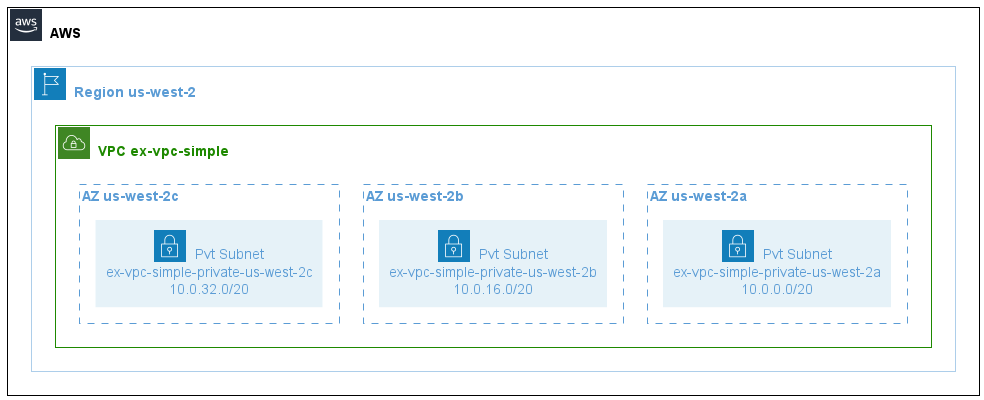 aws
AWS
Region us-west-2
VPC ex-vpc-simple
AZ us-west-2c
Pvt Subnet
ex-vpc-simple-private-us-west-2c
10.0.32.0/20
AZ us-west-2b
Pvt Subnet
ex-vpc-simple-private-us-west-2b
10.0.16.0/20
AZ us-west-2a
Pvt Subnet
ex-vpc-simple-private-us-west-2a
10.0.0.0/20